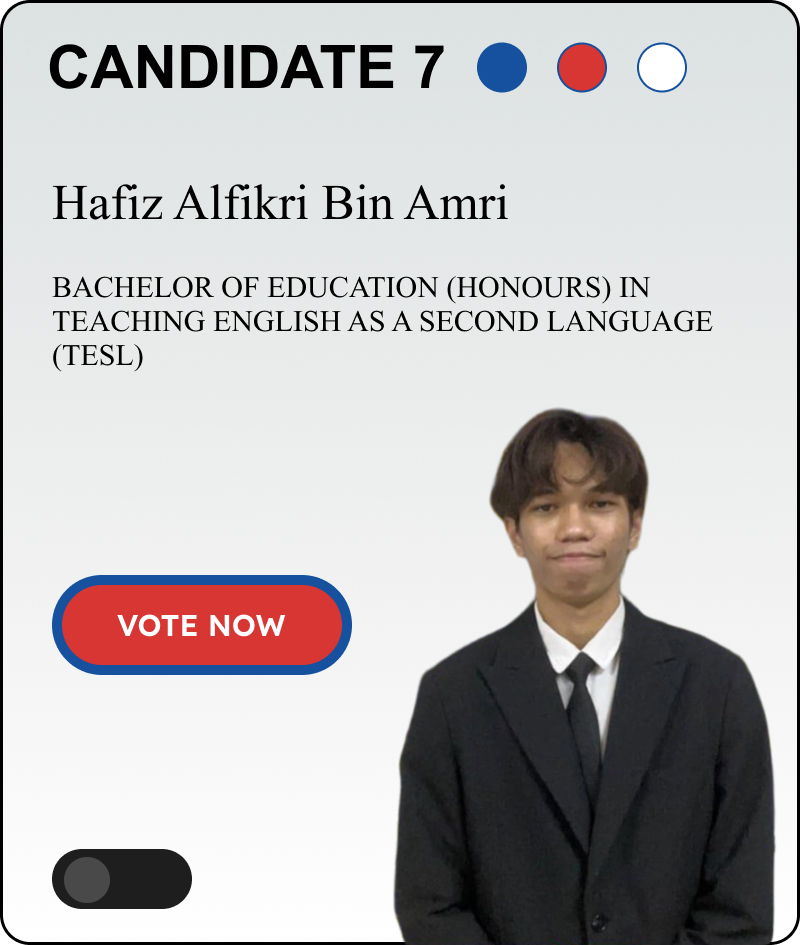 CANDIDATE 7
Hafiz Alfikri Bin Amri
BACHELOR OF EDUCATION (HONOURS) IN
TEACHING ENGLISH AS A SECOND LANGUAGE
(TESL)
VOTE NOW